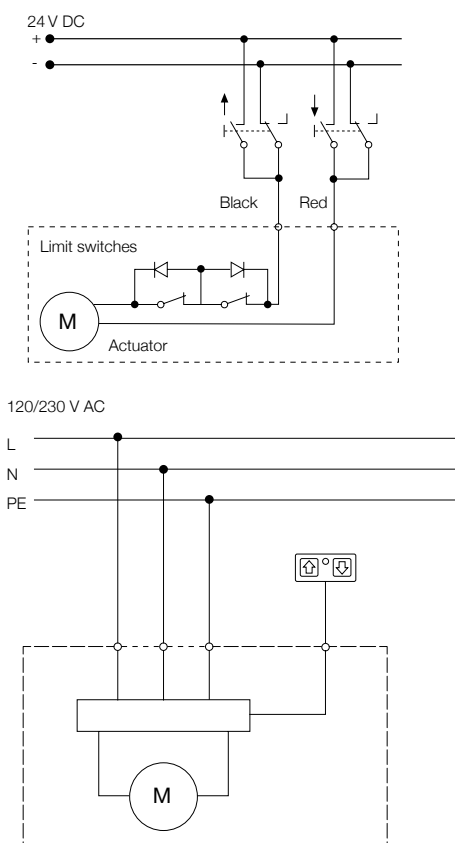 24 V DC
+
-
Black Red
Limit switches
M
Actuator
120/230 V AC
L
N
PE
M